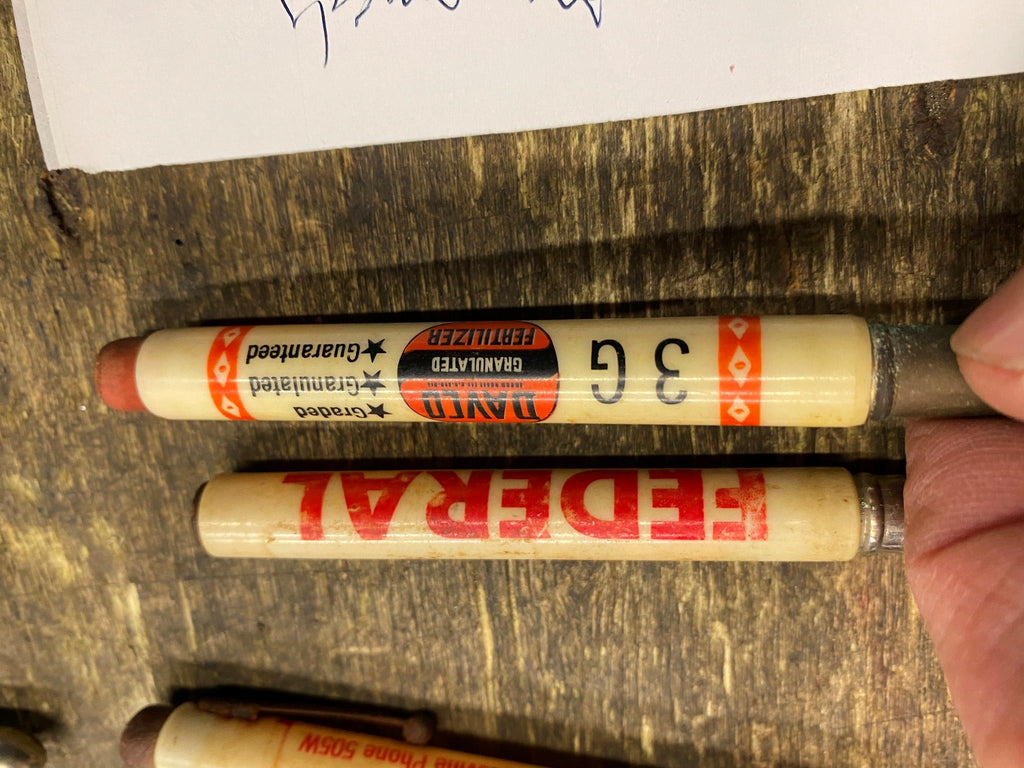 3 G
DAVCO
GRANULATED
FERTILIZER
★Graded
★Granulated
★Guaranteed
FEDERAL
Phone 505W